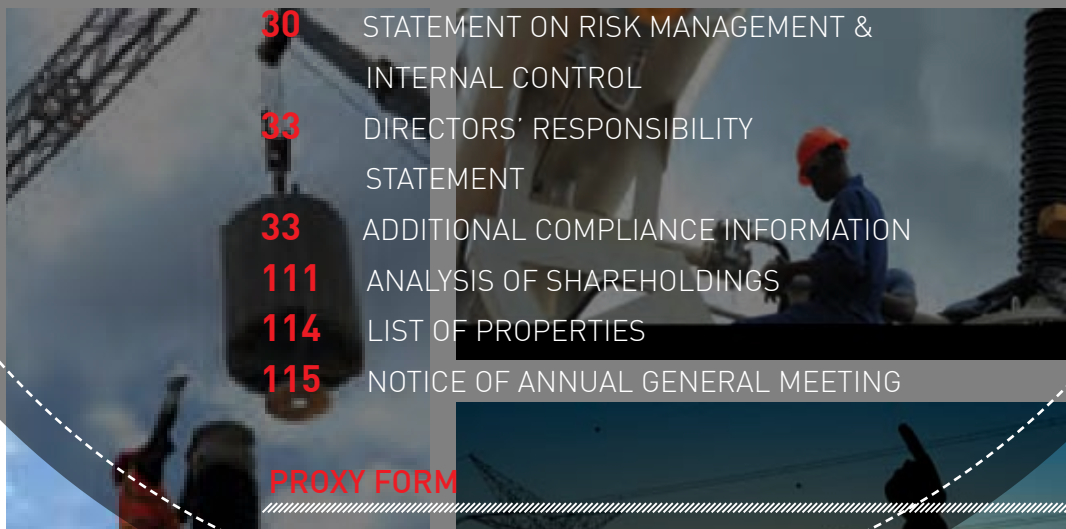 30 STATEMENT ON RISK MANAGEMENT &
INTERNAL CONTROL
33 DIRECTORS' RESPONSIBILITY
STATEMENT
33 ADDITIONAL COMPLIANCE INFORMATION
111 ANALYSIS OF SHAREHOLDINGS
114 LIST OF PROPERTIES
115 NOTICE OF ANNUAL GENERAL MEETING
PROXY FORM